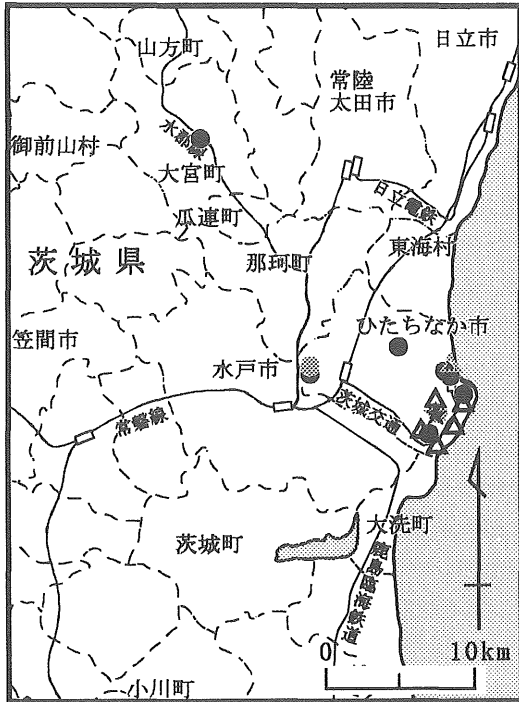 日立市
山方町
常陸
太田市
水郡線
御前山村
大宮町
日立電鉄
瓜連町
東海村
那珂町
茨城県
ひたちなか市
笠間市
水戸市
茨城交通
常磐線
大洗町
茨城町
鹿島臨海鉄道
0 10km
小川町